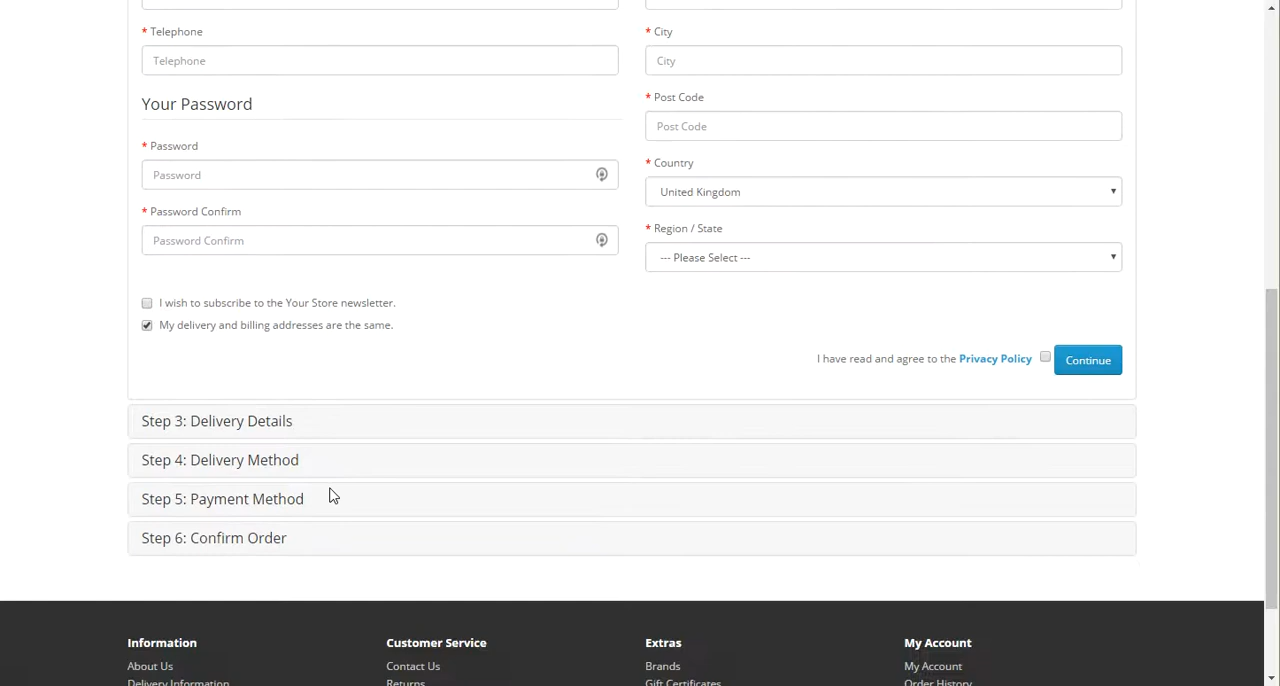 * Telephone
Telephone
Your Password
* Password
Password
* Password Confirm
Password Confirm
* City
City
* Post Code
Post Code
* Country
United Kingdom
* Region / State
--- Please Select ---
I wish to subscribe to the Your Store newsletter.
My delivery and billing addresses are the same.
I have read and agree to the Privacy Policy
Continue
Step 3: Delivery Details
Step 4: Delivery Method
Step 5: Payment Method
Step 6: Confirm Order
Information
About Us
Delivery Information
Customer Service
Contact Us
Returns
Extras
Brands
Gift Certificates
My Account
My Account
Order History